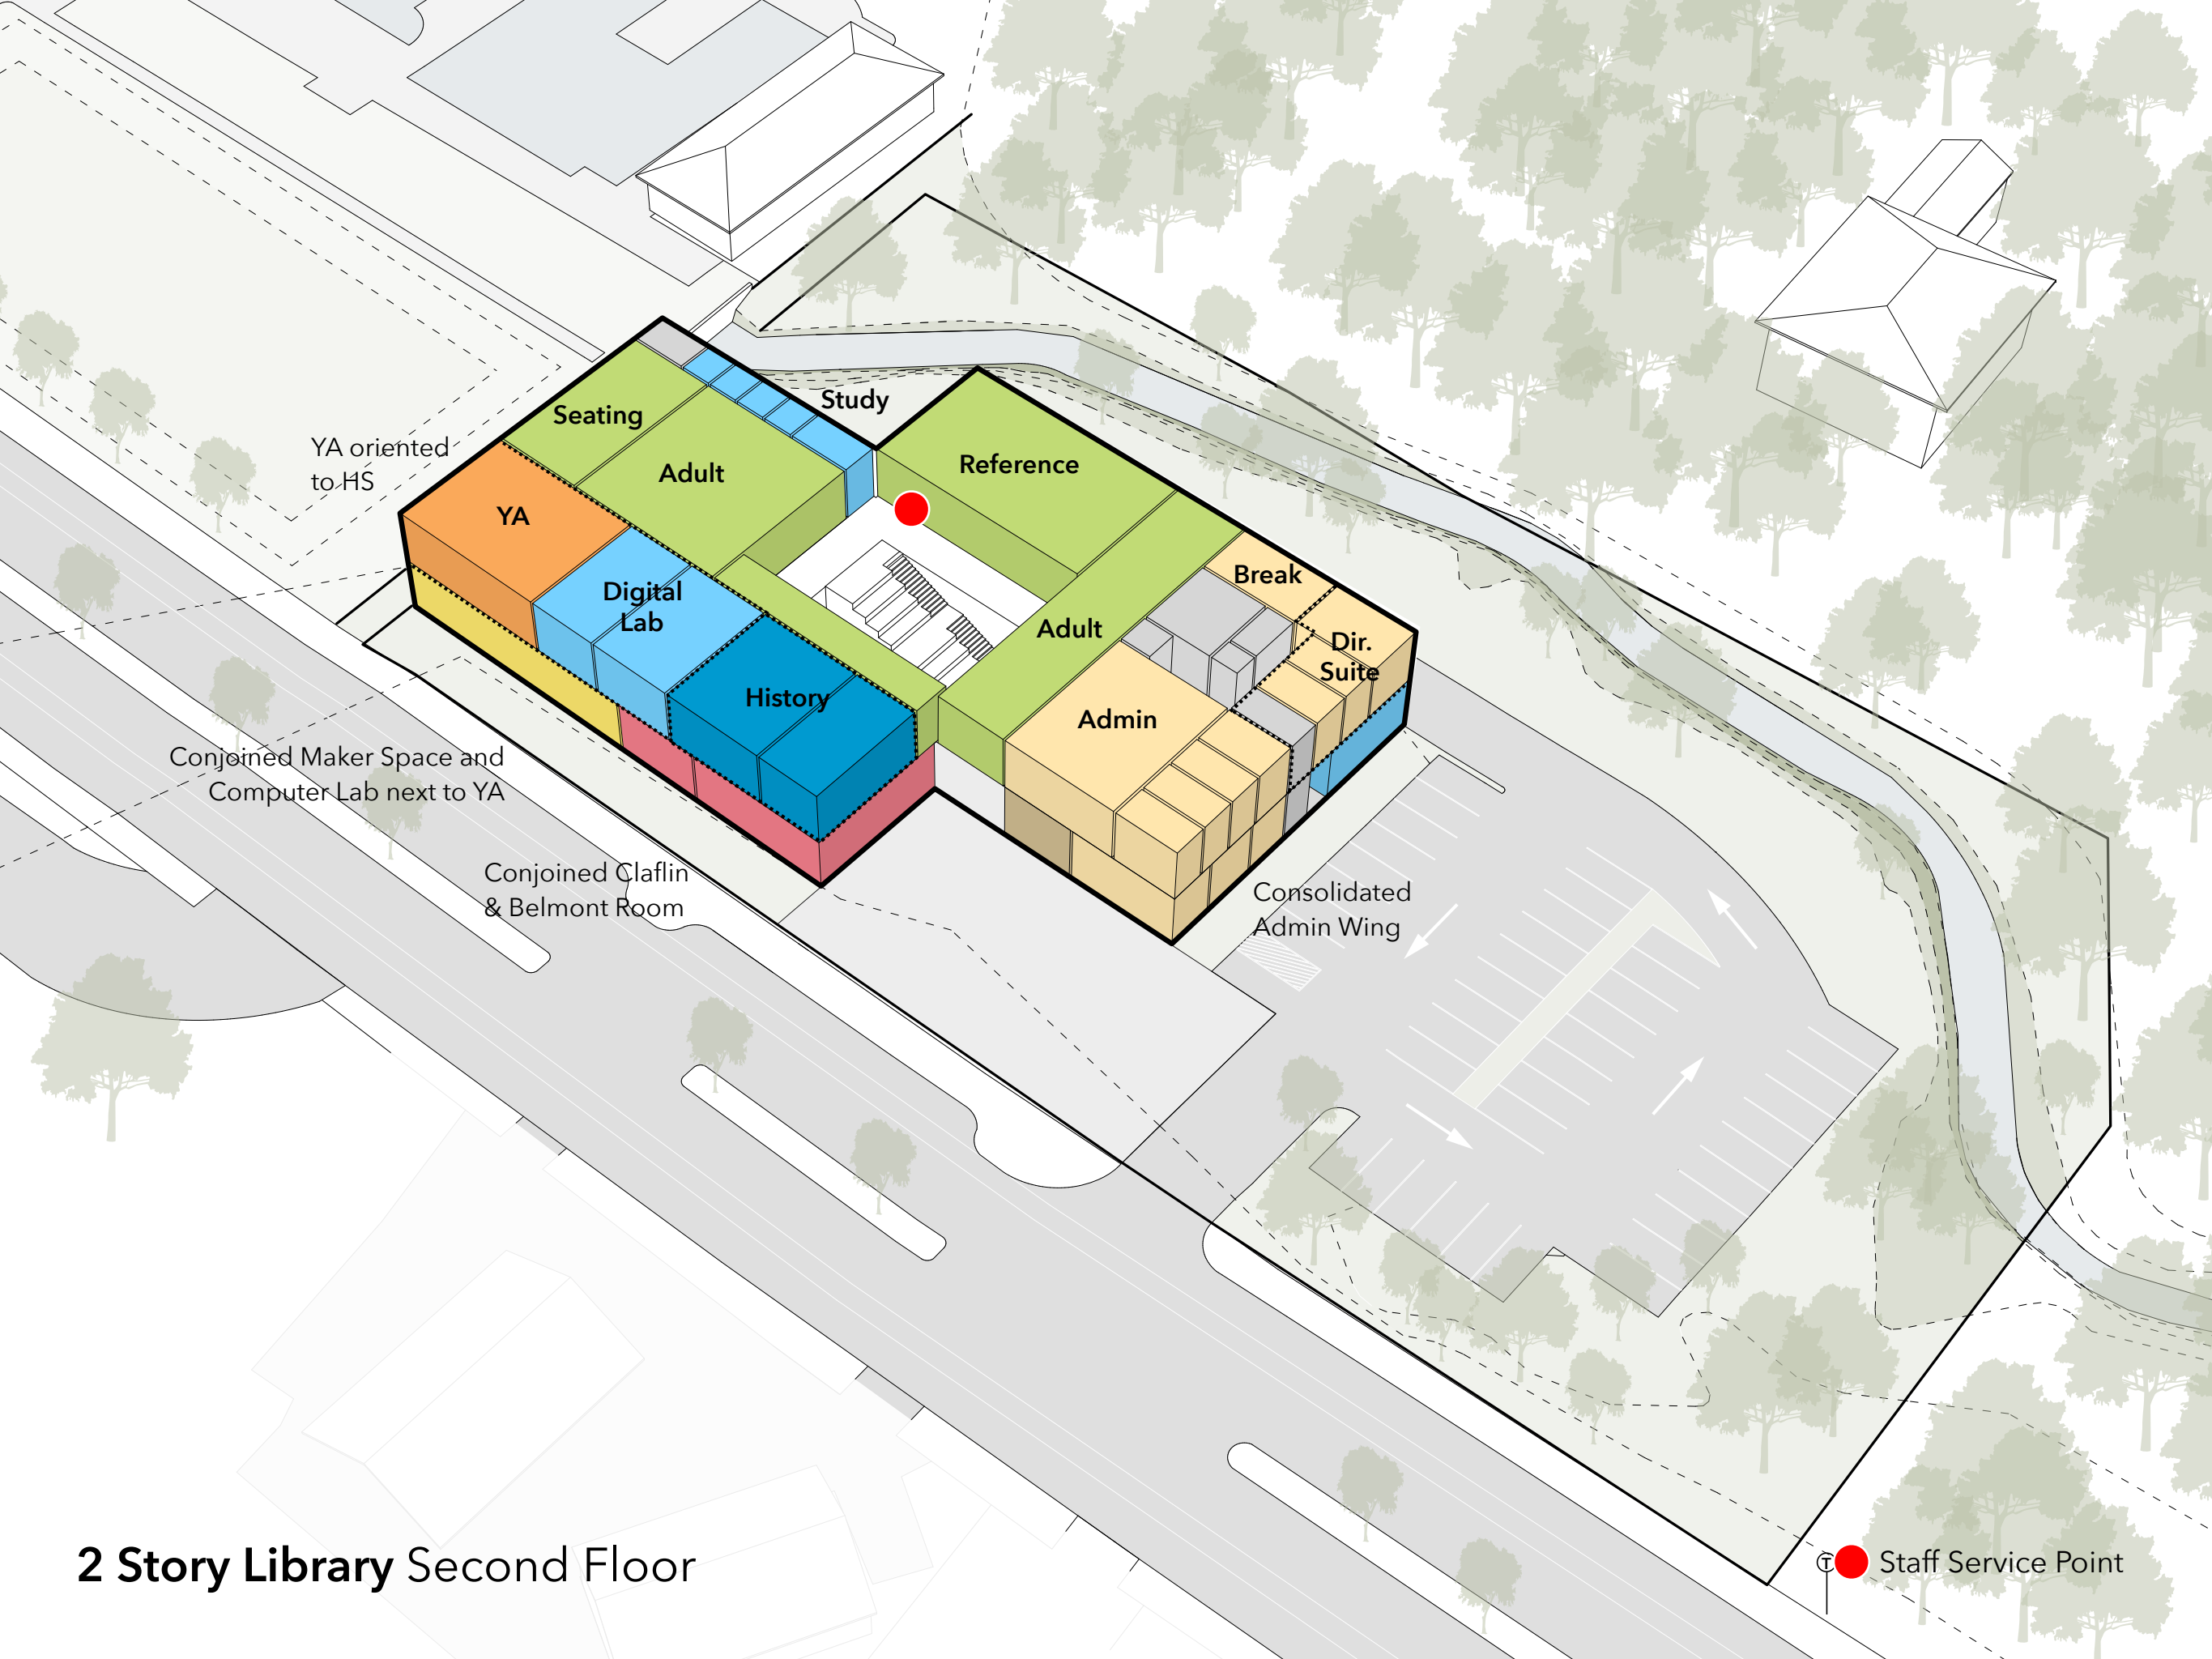 Study
Seating
Reference
Adult
YA oriented
to HS
YA
Break
Digital
Lab
Adult
Dir.
Suite
History
Admin
Conjoined Maker Space and
Computer Lab next to YA
Conjoined Claflin
& Belmont Room
Consolidated
Admin Wing
2 Story Library Second Floor
T
Staff Service Point